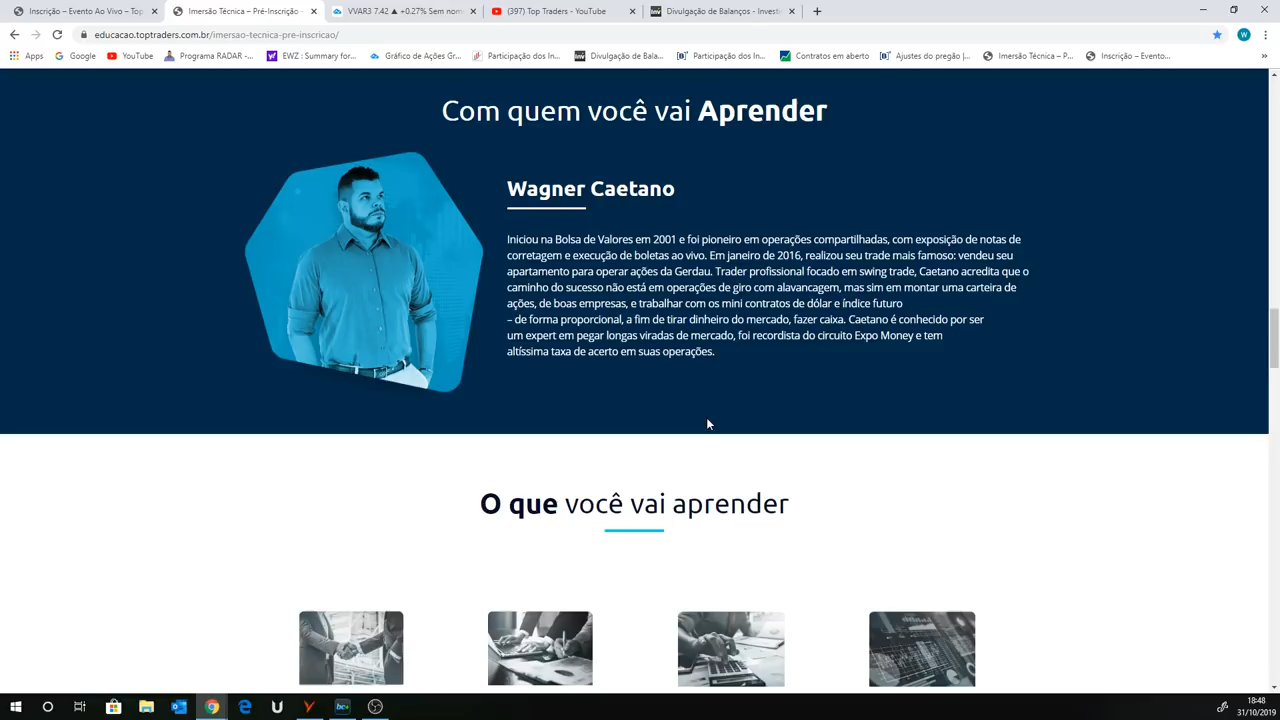 Inscrição – Evento Ao Vivo – Top
Imersão Técnica – Pré-Inscrição
VVAR3 7.42 ▲ +0.27% Sem nom
(397) Top Traders - YouTube
Divulgação de Balanços - Investi
educacao.toptraders.com.br/imersao-tecnica-pre-inscricao/
Apps
Google
YouTube
Programa RADAR -...
EWZ : Summary for...
Gráfico de Ações Gr...
Participação dos In...
Divulgação de Bala...
Participação dos In...
Contratos em aberto
Ajustes do pregão |...
Imersão Técnica – P...
Inscrição – Evento...
Com quem você vai Aprender
Wagner Caetano
Iniciou na Bolsa de Valores em 2001 e foi pioneiro em operações compartilhadas, com exposição de notas de
corretagem e execução de boletas ao vivo. Em janeiro de 2016, realizou seu trade mais famoso: vendeu seu
apartamento para operar ações da Gerdau. Trader profissional focado em swing trade, Caetano acredita que o
caminho do sucesso não está em operações de giro com alavancagem, mas sim em montar uma carteira de
ações, de boas empresas, e trabalhar com os mini contratos de dólar e índice futuro
– de forma proporcional, a fim de tirar dinheiro do mercado, fazer caixa. Caetano é conhecido por ser
um expert em pegar longas viradas de mercado, foi recordista do circuito Expo Money e tem
altíssima taxa de acerto em suas operações.
O que você vai aprender
18:48
31/10/2019